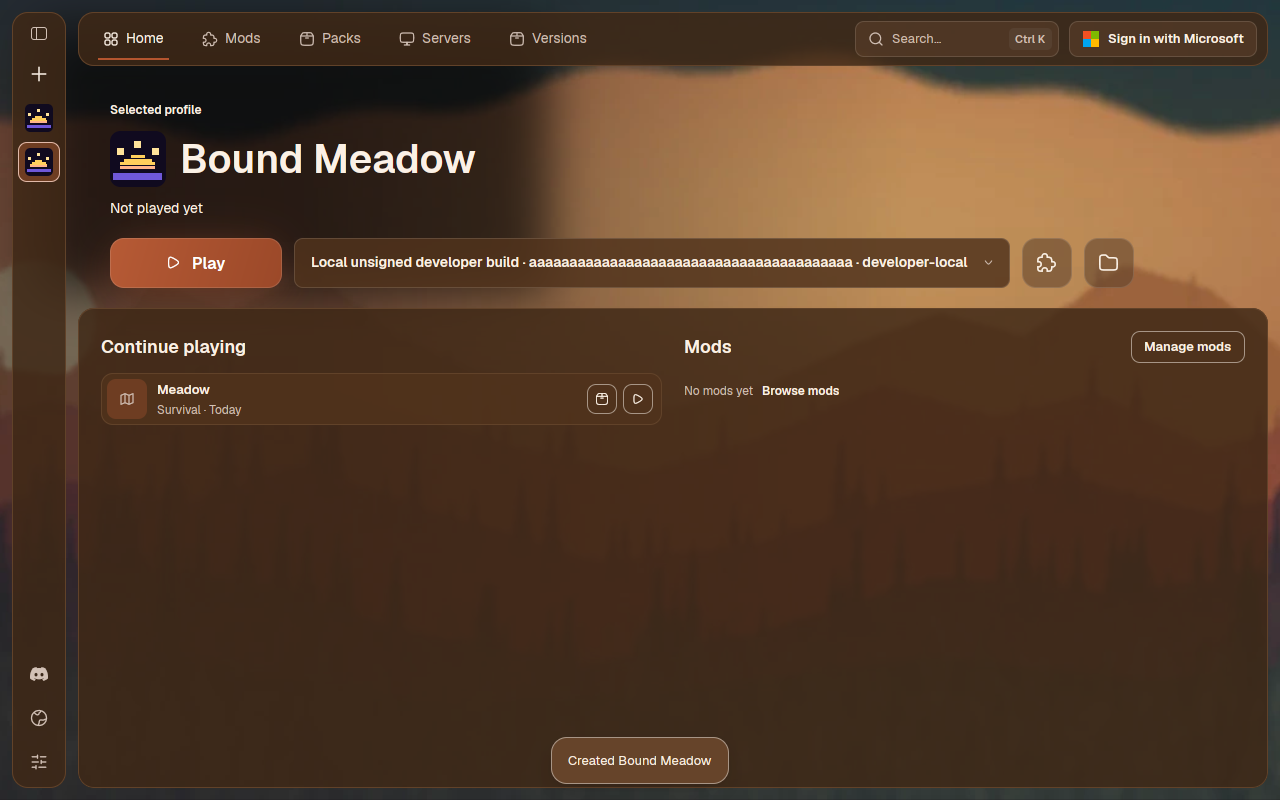 Home
Mods
Packs
Servers
Versions
Search...
Ctrl K
Sign in with Microsoft
Selected profile
Bound Meadow
Not played yet
Play
Local unsigned developer build · aaaaaaaaaaaaaaaaaaaaaaaaaaaaaaaaaaaaaaaa · developer-local
Continue playing
Meadow
Survival · Today
Mods
Manage mods
No mods yet Browse mods
Created Bound Meadow